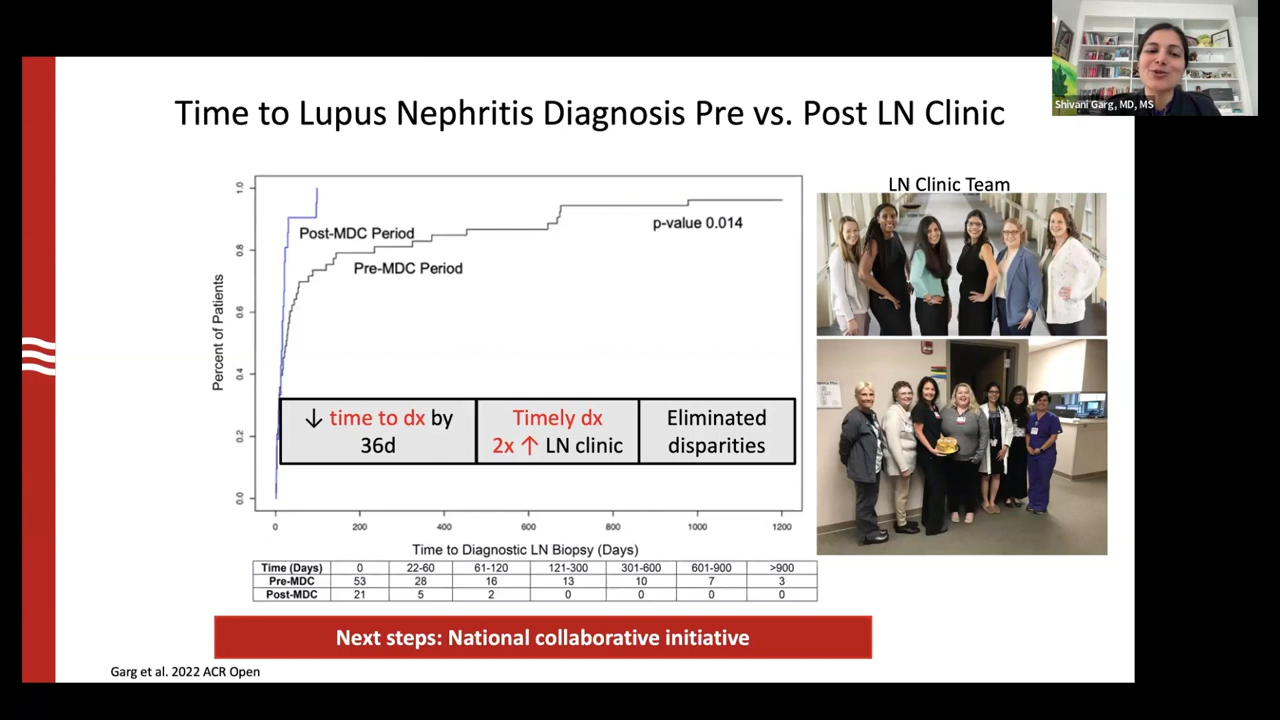 Shivani Garg, MD, MS
Time to Lupus Nephritis Diagnosis Pre vs. Post LN Clinic
LN Clinic Team
Percent of Patients
1.0
0.8
0.6
0.4
0.2
0.0
Post-MDC Period
Pre-MDC Period
p-value 0.014
↓ time to dx by
36d
Timely dx
2x ↑ LN clinic
Eliminated
disparities
0 200 400 600 800 1000 1200
Time to Diagnostic LN Biopsy (Days)
Time (Days) 0 22-60 61-120 121-300 301-600 601-900 >900
Pre-MDC 53 28 16 13 10 7 3
Post-MDC 21 5 2 0 0 0 0
Next steps: National collaborative initiative
Garg et al. 2022 ACR Open